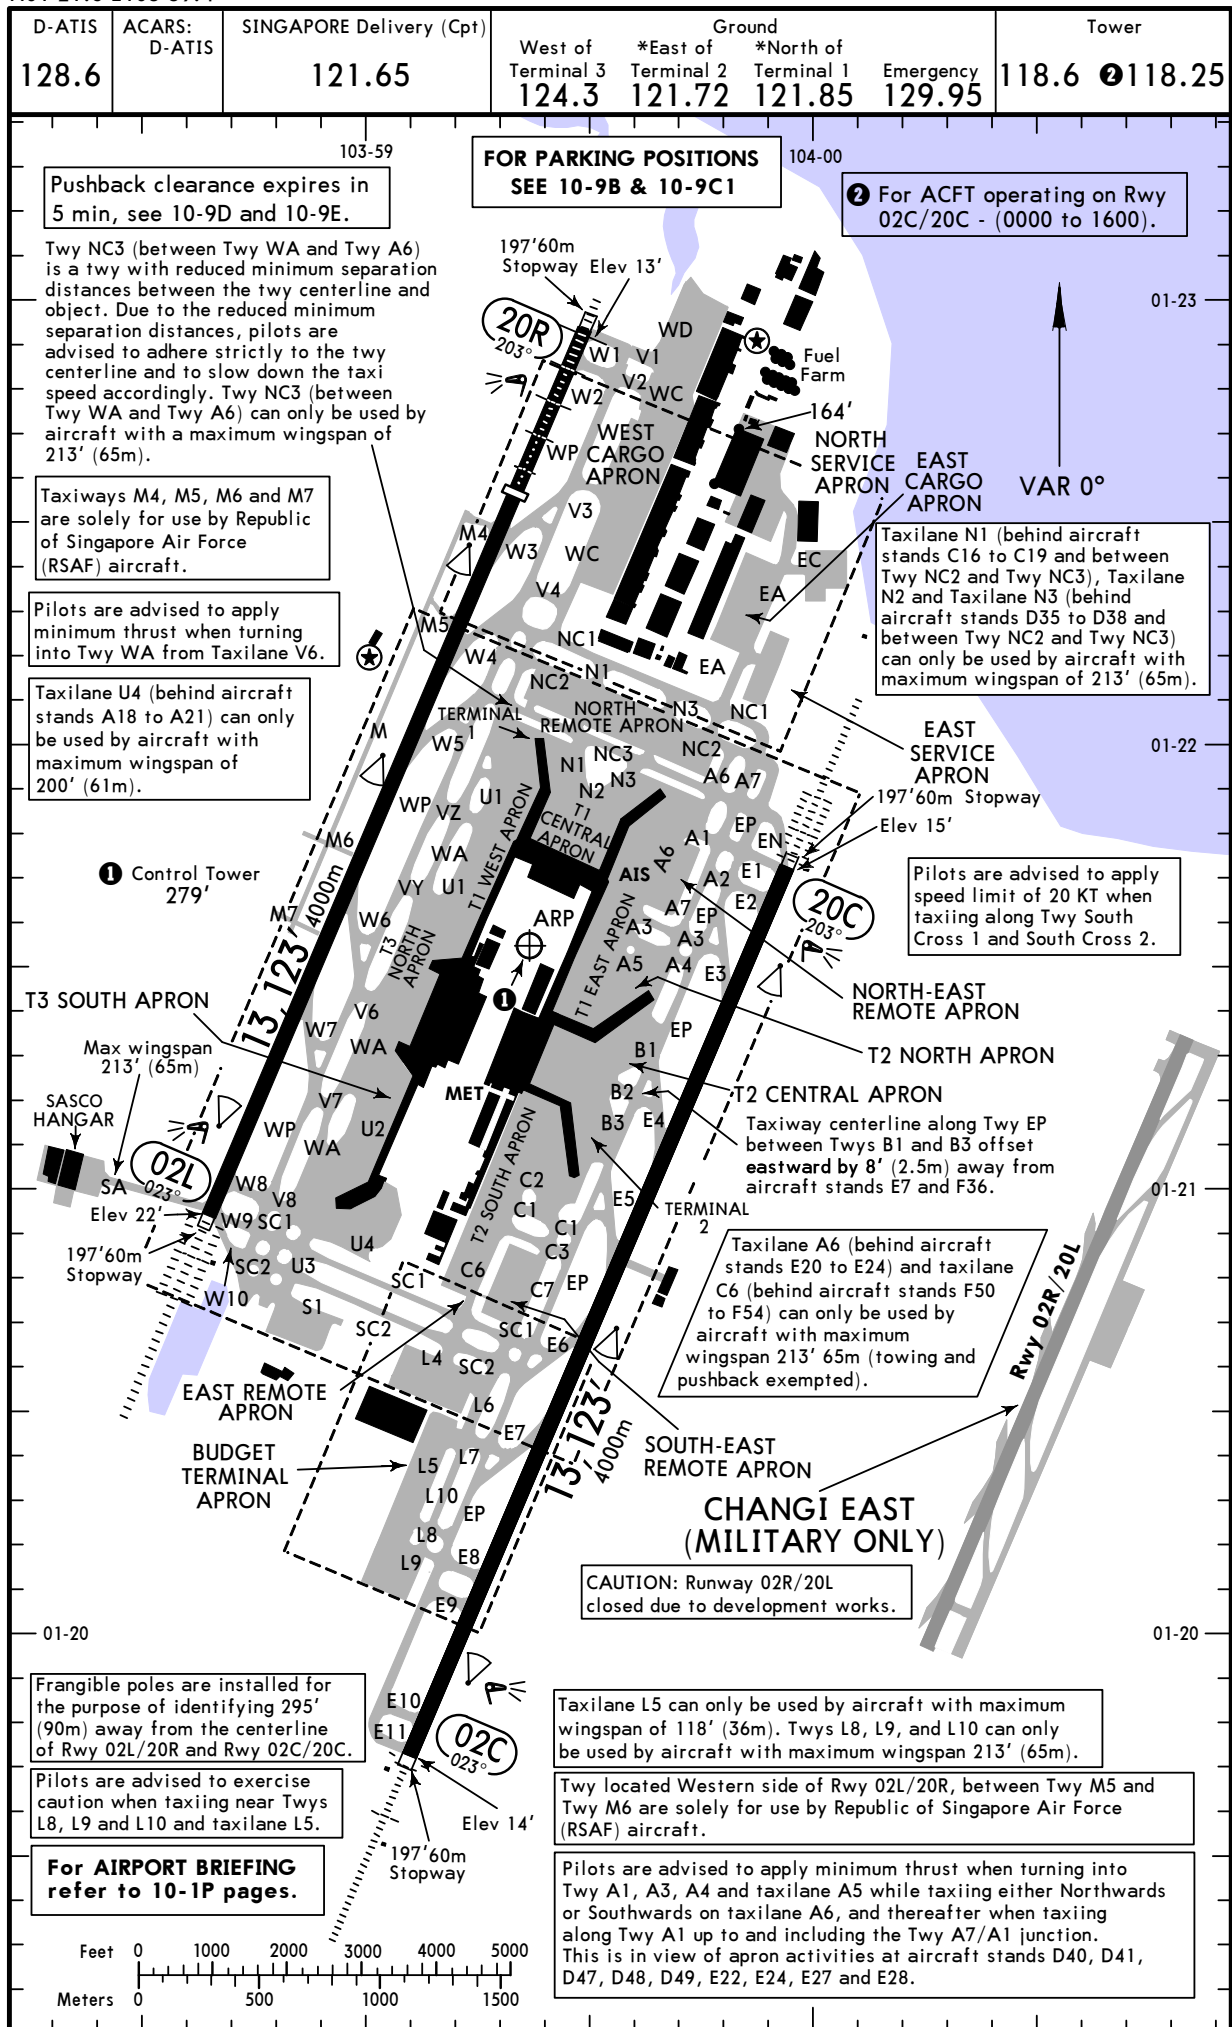 D-ATIS
128.6
ACARS:
D-ATIS
SINGAPORE Delivery (Cpt)
121.65
Ground
West of
Terminal 3
124.3
*East of
Terminal 2
121.72
*North of
Terminal 1
121.85
Emergency
129.95
Tower
118.6 ❷118.25
103-59
104-00
FOR PARKING POSITIONS
SEE 10-9B & 10-9C1
Pushback clearance expires in
5 min, see 10-9D and 10-9E.
❷ For ACFT operating on Rwy
02C/20C - (0000 to 1600).
Twy NC3 (between Twy WA and Twy A6)
is a twy with reduced minimum separation
distances between the twy centerline and
object. Due to the reduced minimum
separation distances, pilots are
advised to adhere strictly to the twy
centerline and to slow down the taxi
speed accordingly. Twy NC3 (between
Twy WA and Twy A6) can only be used by
aircraft with a maximum wingspan of
213' (65m).
197'60m
Stopway
Elev 13'
20R
203°
01-23
WD
W1
V1
V2
W2
WC
Fuel
Farm
164'
WEST
CARGO
APRON
WP
NORTH
SERVICE
APRON
EAST
CARGO
APRON
VAR 0°
Taxiways M4, M5, M6 and M7
are solely for use by Republic
of Singapore Air Force
(RSAF) aircraft.
V3
M4
W3
WC
V4
EC
EA
Taxilane N1 (behind aircraft
stands C16 to C19 and between
Twy NC2 and Twy NC3), Taxilane
N2 and Taxilane N3 (behind
aircraft stands D35 to D38 and
between Twy NC2 and Twy NC3)
can only be used by aircraft with
maximum wingspan of 213' (65m).
Pilots are advised to apply
minimum thrust when turning
into Twy WA from Taxilane V6.
M5
NC1
W4
N1
EA
NC2
Taxilane U4 (behind aircraft
stands A18 to A21) can only
be used by aircraft with
maximum wingspan of
200' (61m).
TERMINAL
1
NORTH
REMOTE APRON
N3
NC1
M
W5
NC3
NC2
N1
N3
N2
A6
A7
EAST
SERVICE
APRON
01-22
197'60m Stopway
Elev 15'
U1
WP
VZ
T1 WEST APRON
T1
CENTRAL
APRON
A1
EP
EN
M6
WA
AIS
A6
A2
E1
❶ Control Tower
279'
VY
U1
E2
Pilots are advised to apply
speed limit of 20 KT when
taxiing along Twy South
Cross 1 and South Cross 2.
20C
203°
M7
W6
4000m
13,123'
T3
NORTH
APRON
ARP
❶
A7
EP
A3
A3
A5
A4
E3
T1 EAST APRON
T3 SOUTH APRON
NORTH-EAST
REMOTE APRON
V6
W7
WA
EP
B1
T2 NORTH APRON
Max wingspan
213' (65m)
SASCO
HANGAR
MET
B2
T2 CENTRAL APRON
V7
E4
B3
WP
U2
WA
Taxiway centerline along Twy EP
between Twys B1 and B3 offset
eastward by 8' (2.5m) away from
aircraft stands E7 and F36.
02L
023°
SA
W8
V8
C2
E5
01-21
Elev 22'
W9
SC1
C1
C1
TERMINAL
2
T2 SOUTH APRON
197'60m
Stopway
SC2
U3
U4
C3
C6
EP
SC1
C7
W10
S1
SC2
SC1
E6
Taxilane A6 (behind aircraft
stands E20 to E24) and taxilane
C6 (behind aircraft stands F50
to F54) can only be used by
aircraft with maximum
wingspan 213' 65m (towing and
pushback exempted).
Rwy 02R/20L
L4
SC2
EAST REMOTE
APRON
L6
E7
13,123'
4000m
BUDGET
TERMINAL
APRON
L7
L5
SOUTH-EAST
REMOTE APRON
L10
EP
CHANGI EAST
(MILITARY ONLY)
L8
L9
E8
CAUTION: Runway 02R/20L
closed due to development works.
E9
01-20
01-20
Frangible poles are installed for
the purpose of identifying 295'
(90m) away from the centerline
of Rwy 02L/20R and Rwy 02C/20C.
E10
E11
02C
023°
Taxilane L5 can only be used by aircraft with maximum
wingspan of 118' (36m). Twys L8, L9, and L10 can only
be used by aircraft with maximum wingspan 213' (65m).
Pilots are advised to exercise
caution when taxiing near Twys
L8, L9 and L10 and taxilane L5.
Elev 14'
Twy located Western side of Rwy 02L/20R, between Twy M5 and
Twy M6 are solely for use by Republic of Singapore Air Force
(RSAF) aircraft.
197'60m
Stopway
For AIRPORT BRIEFING
refer to 10-1P pages.
Pilots are advised to apply minimum thrust when turning into
Twy A1, A3, A4 and taxilane A5 while taxiing either Northwards
or Southwards on taxilane A6, and thereafter when taxiing
along Twy A1 up to and including the Twy A7/A1 junction.
This is in view of apron activities at aircraft stands D40, D41,
D47, D48, D49, E22, E24, E27 and E28.
Feet 0 1000 2000 3000 4000 5000
Meters 0 500 1000 1500